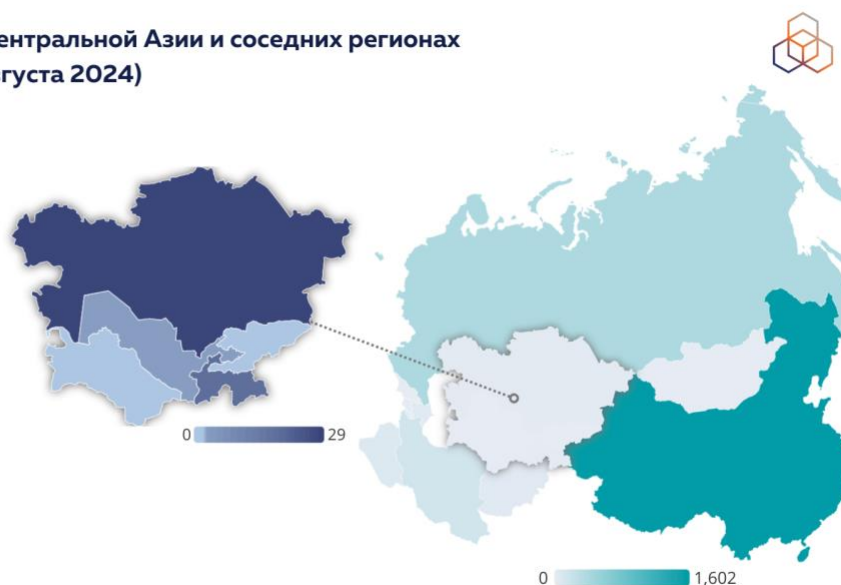 ентральной Азии и соседних регионах
густа 2024)
0 29
0 1,602